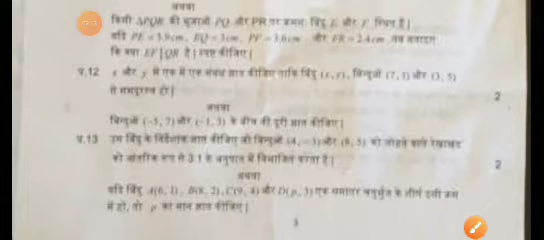 अथवा
किसी ΔPQR की भुजाओं PQ और PR पर क्रमशः बिंदु E और F स्थित हैं।
यदि PE = 3.9cm, EQ = 3cm, PF = 3.6cm और FR = 2.4cm तब बताइए
कि क्या EF||QR है। स्पष्ट कीजिए।
प्र.12 x और y में एक संबंध ज्ञात कीजिए ताकि बिंदु (x, y), बिन्दुओं (7, 1) और (3, 5)
से समदूरस्थ हो। 2
अथवा
बिन्दुओं (-5, 7) और (-1, 3) के बीच की दूरी ज्ञात कीजिए।
प्र.13 उस बिंदु के निर्देशांक ज्ञात कीजिए जो बिन्दुओं (4, -3) और (8, 5) को जोड़ने वाले रेखाखंड
को आंतरिक रूप से 3:1 के अनुपात में विभाजित करता है। 2
अथवा
यदि बिंदु A(6, 1), B(8, 2), C(9, 4) और D(p, 3) एक समांतर चतुर्भुज के शीर्ष इसी क्रम
में हो, तो p का मान ज्ञात कीजिए।
3